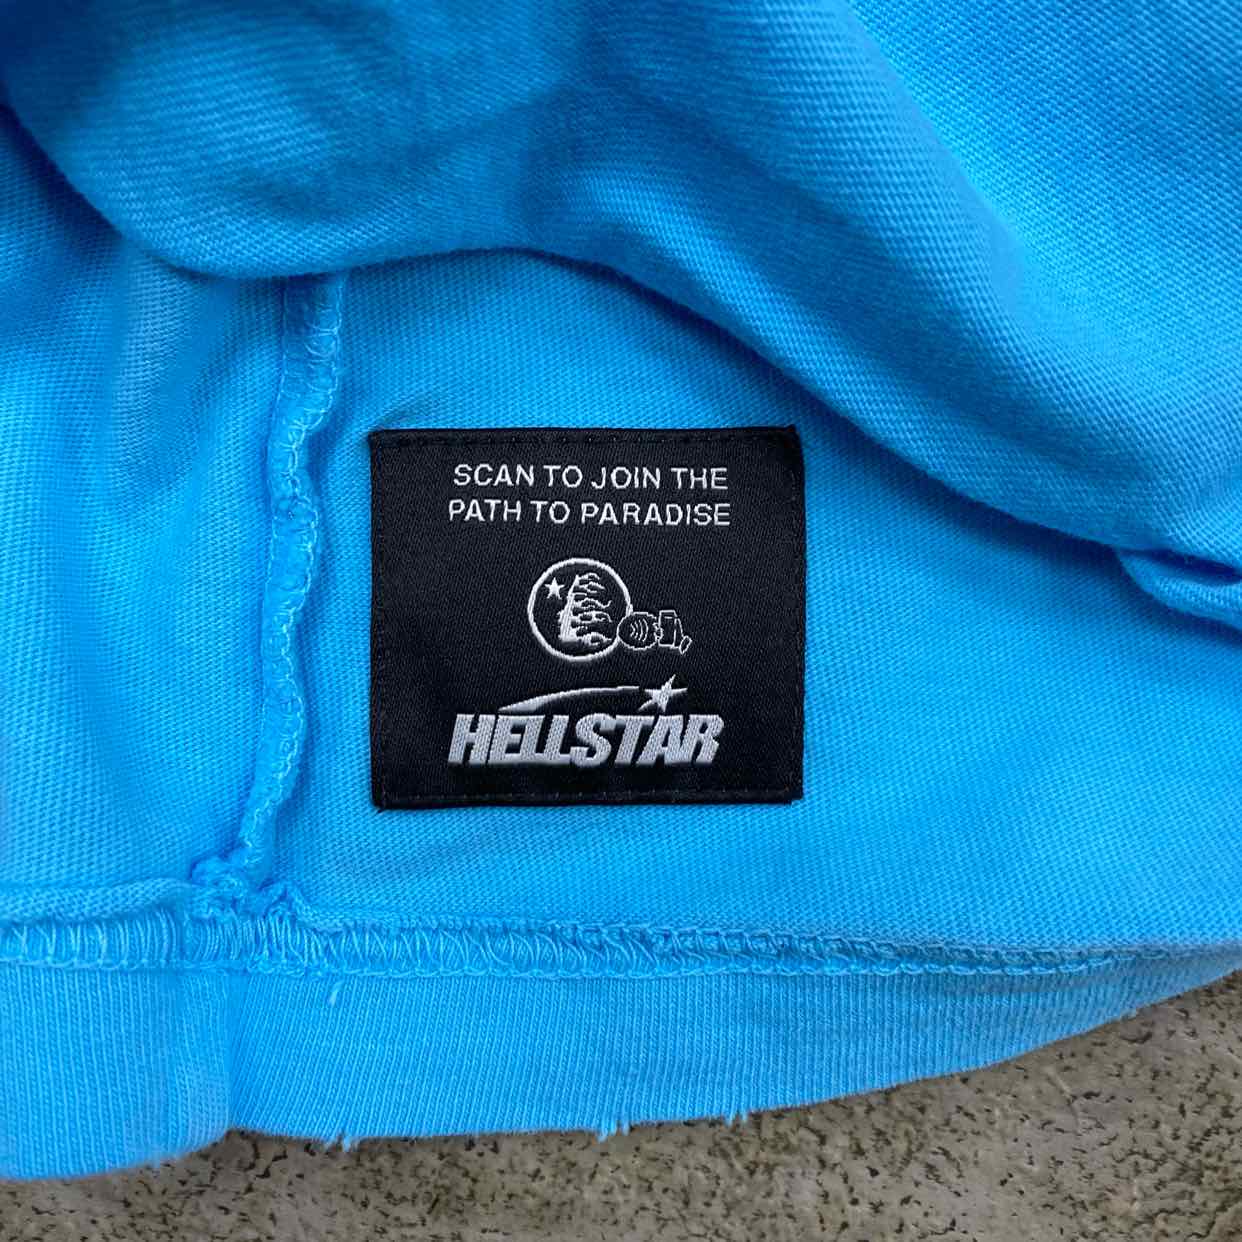 SCAN TO JOIN THE
PATH TO PARADISE
HELLSTAR